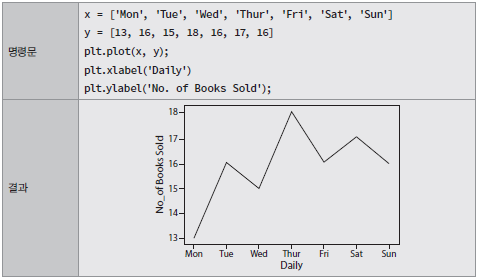 명령문
x = ['Mon', 'Tue', 'Wed', 'Thur', 'Fri', 'Sat', 'Sun']
y = [13, 16, 15, 18, 16, 17, 16]
plt.plot(x, y);
plt.xlabel('Daily')
plt.ylabel('No. of Books Sold');
결과
No_of Books Sold
18
17
16
15
14
13
Mon Tue Wed Thur Fri Sat Sun
Daily